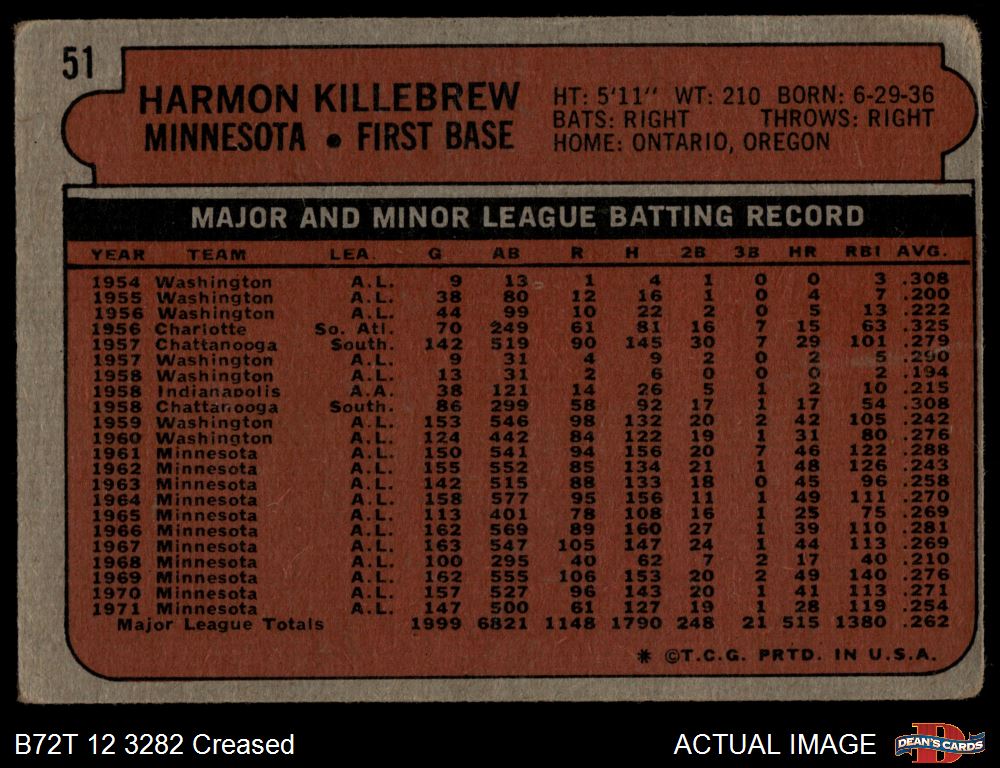 51
HARMON KILLEBREW
MINNESOTA • FIRST BASE
HT: 5'11" WT: 210 BORN: 6-29-36
BATS: RIGHT THROWS: RIGHT
HOME: ONTARIO, OREGON
MAJOR AND MINOR LEAGUE BATTING RECORD
YEAR TEAM LEA. G AB R H 2B 3B HR RBI AVG.
1954 Washington A.L. 9 13 1 4 1 0 0 3 .308
1955 Washington A.L. 38 80 12 16 1 0 4 7 .200
1956 Washington A.L. 44 99 10 22 2 0 5 13 .222
1956 Charlotte So. Atl. 70 249 61 81 16 7 15 63 .325
1957 Chattanooga South. 142 519 90 145 30 7 29 101 .279
1957 Washington A.L. 9 31 4 9 2 0 2 5 .290
1958 Washington A.L. 13 31 2 6 0 0 0 2 .194
1958 Indianapolis A.A. 38 121 14 26 5 1 2 10 .215
1958 Chattanooga South. 86 299 58 92 17 1 17 54 .308
1959 Washington A.L. 153 546 98 132 20 2 42 105 .242
1960 Washington A.L. 124 442 84 122 19 1 31 80 .276
1961 Minnesota A.L. 150 541 94 156 20 7 46 122 .288
1962 Minnesota A.L. 155 552 85 134 21 1 48 126 .243
1963 Minnesota A.L. 142 515 88 133 18 0 45 96 .258
1964 Minnesota A.L. 158 577 95 156 11 1 49 111 .270
1965 Minnesota A.L. 113 401 78 108 16 1 25 75 .269
1966 Minnesota A.L. 162 569 89 160 27 1 39 110 .281
1967 Minnesota A.L. 163 547 105 147 24 1 44 113 .269
1968 Minnesota A.L. 100 295 40 62 7 2 17 40 .210
1969 Minnesota A.L. 162 555 106 153 20 2 49 140 .276
1970 Minnesota A.L. 157 527 96 143 20 1 41 113 .271
1971 Minnesota A.L. 147 500 61 127 19 1 28 119 .254
Major League Totals 1999 6821 1148 1790 248 21 515 1380 .262
* ©T.C.G. PRTD. IN U.S.A.
B72T 12 3282 Creased
ACTUAL IMAGE
D
DEAN'S CARDS